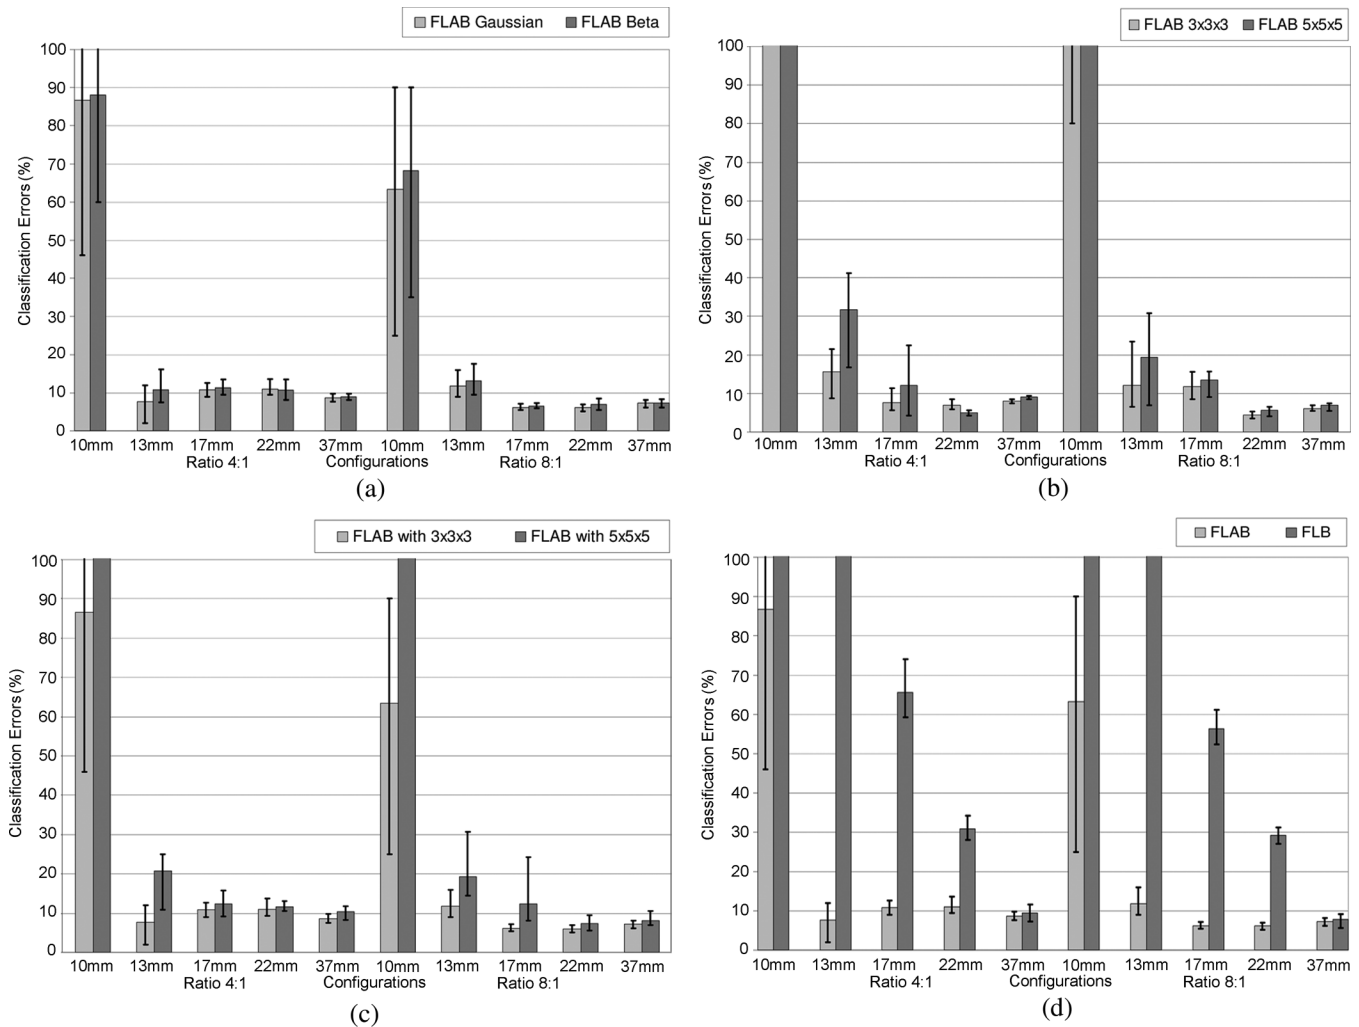 FLAB Gaussian FLAB Beta
Classification Errors (%)
100
90
80
70
60
50
40
30
20
10
0
10mm 13mm 17mm 22mm 37mm 10mm 13mm 17mm 22mm 37mm
Ratio 4:1 Configurations Ratio 8:1
(a)
FLAB 3x3x3 FLAB 5x5x5
Classification Errors (%)
100
90
80
70
60
50
40
30
20
10
0
10mm 13mm 17mm 22mm 37mm 10mm 13mm 17mm 22mm 37mm
Ratio 4:1 Configurations Ratio 8:1
(b)
FLAB with 3x3x3 FLAB with 5x5x5
Classification Errors (%)
100
90
80
70
60
50
40
30
20
10
0
10mm 13mm 17mm 22mm 37mm 10mm 13mm 17mm 22mm 37mm
Ratio 4:1 Configurations Ratio 8:1
(c)
FLAB FLB
Classification Errors (%)
100
90
80
70
60
50
40
30
20
10
0
10mm 13mm 17mm 22mm 37mm 10mm 13mm 17mm 22mm 37mm
Ratio 4:1 Configurations Ratio 8:1
(d)